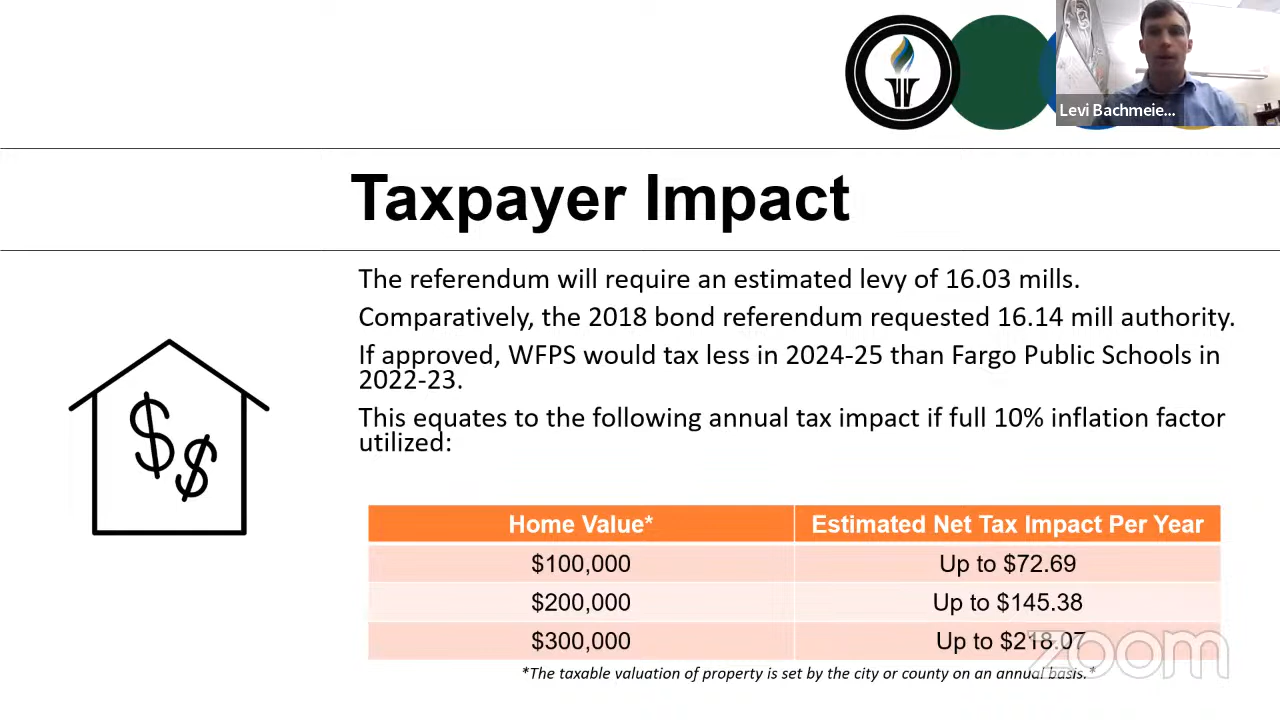 Levi Bachmeie...
Taxpayer Impact
The referendum will require an estimated levy of 16.03 mills.
Comparatively, the 2018 bond referendum requested 16.14 mill authority.
If approved, WFPS would tax less in 2024-25 than Fargo Public Schools in
2022-23.
This equates to the following annual tax impact if full 10% inflation factor
utilized:
Home Value* Estimated Net Tax Impact Per Year
$100,000 Up to $72.69
$200,000 Up to $145.38
$300,000 Up to $218.07
*The taxable valuation of property is set by the city or county on an annual basis.*
zoom